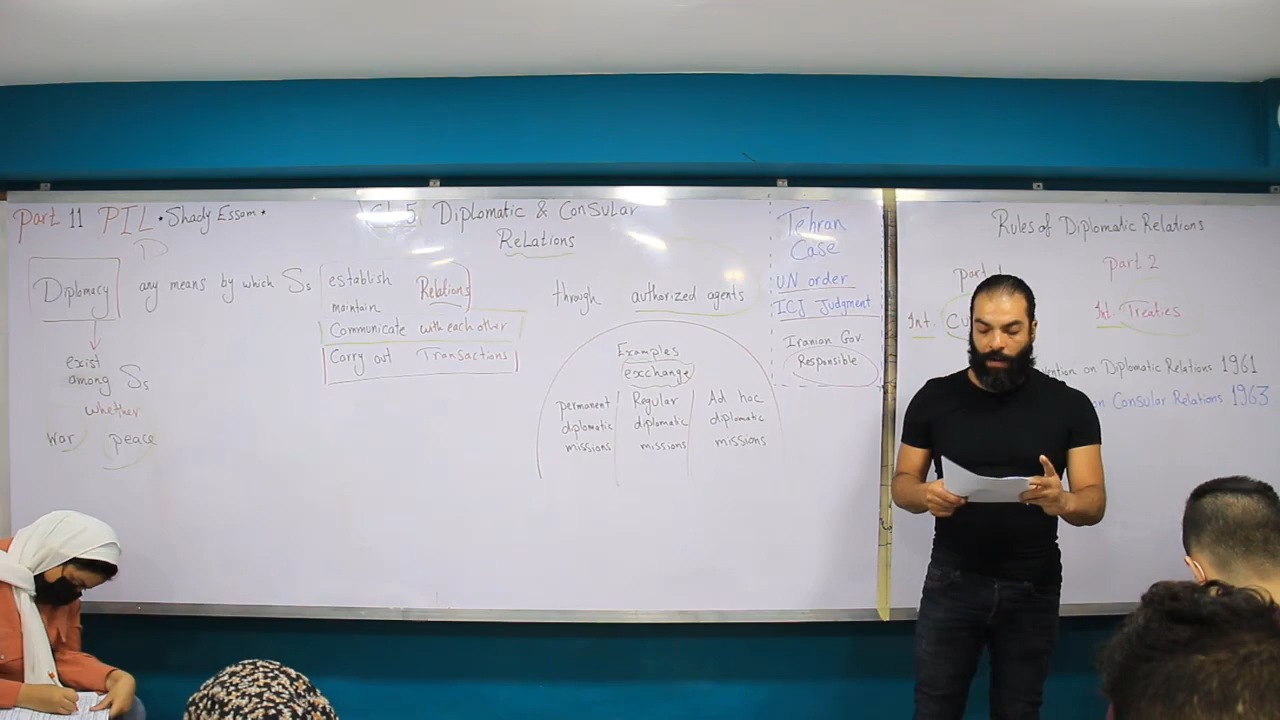 Part 11 PIL • Shady Essam •
Ch 5 Diplomatic & Consular
Relations
D
Diplomacy any means by which Ss
establish
maintain
Relations
Communicate with each other
Carry out Transactions
through authorized agents
exist
among Ss
whether
war peace
Examples
exchange
permanent
diplomatic
missions
Regular
diplomatic
missions
Ad hoc
diplomatic
missions
Tehran
Case
UN order
ICJ Judgment
Iranian Gov.
Responsible
Rules of Diplomatic Relations
part
Int.
Part 2
Int Treaties
on Diplomatic Relations 1961
on Consular Relations 1963